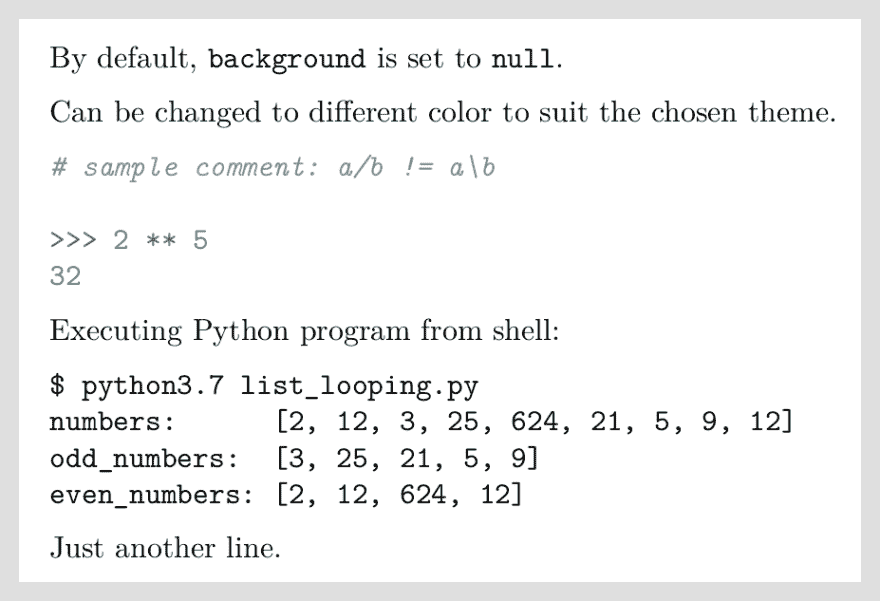 By default, background is set to null.
Can be changed to different color to suit the chosen theme.
# sample comment: a/b != a\b
>>> 2 ** 5
32
Executing Python program from shell:
$ python3.7 list_looping.py
numbers:      [2, 12, 3, 25, 624, 21, 5, 9, 12]
odd_numbers:  [3, 25, 21, 5, 9]
even_numbers: [2, 12, 624, 12]
Just another line.